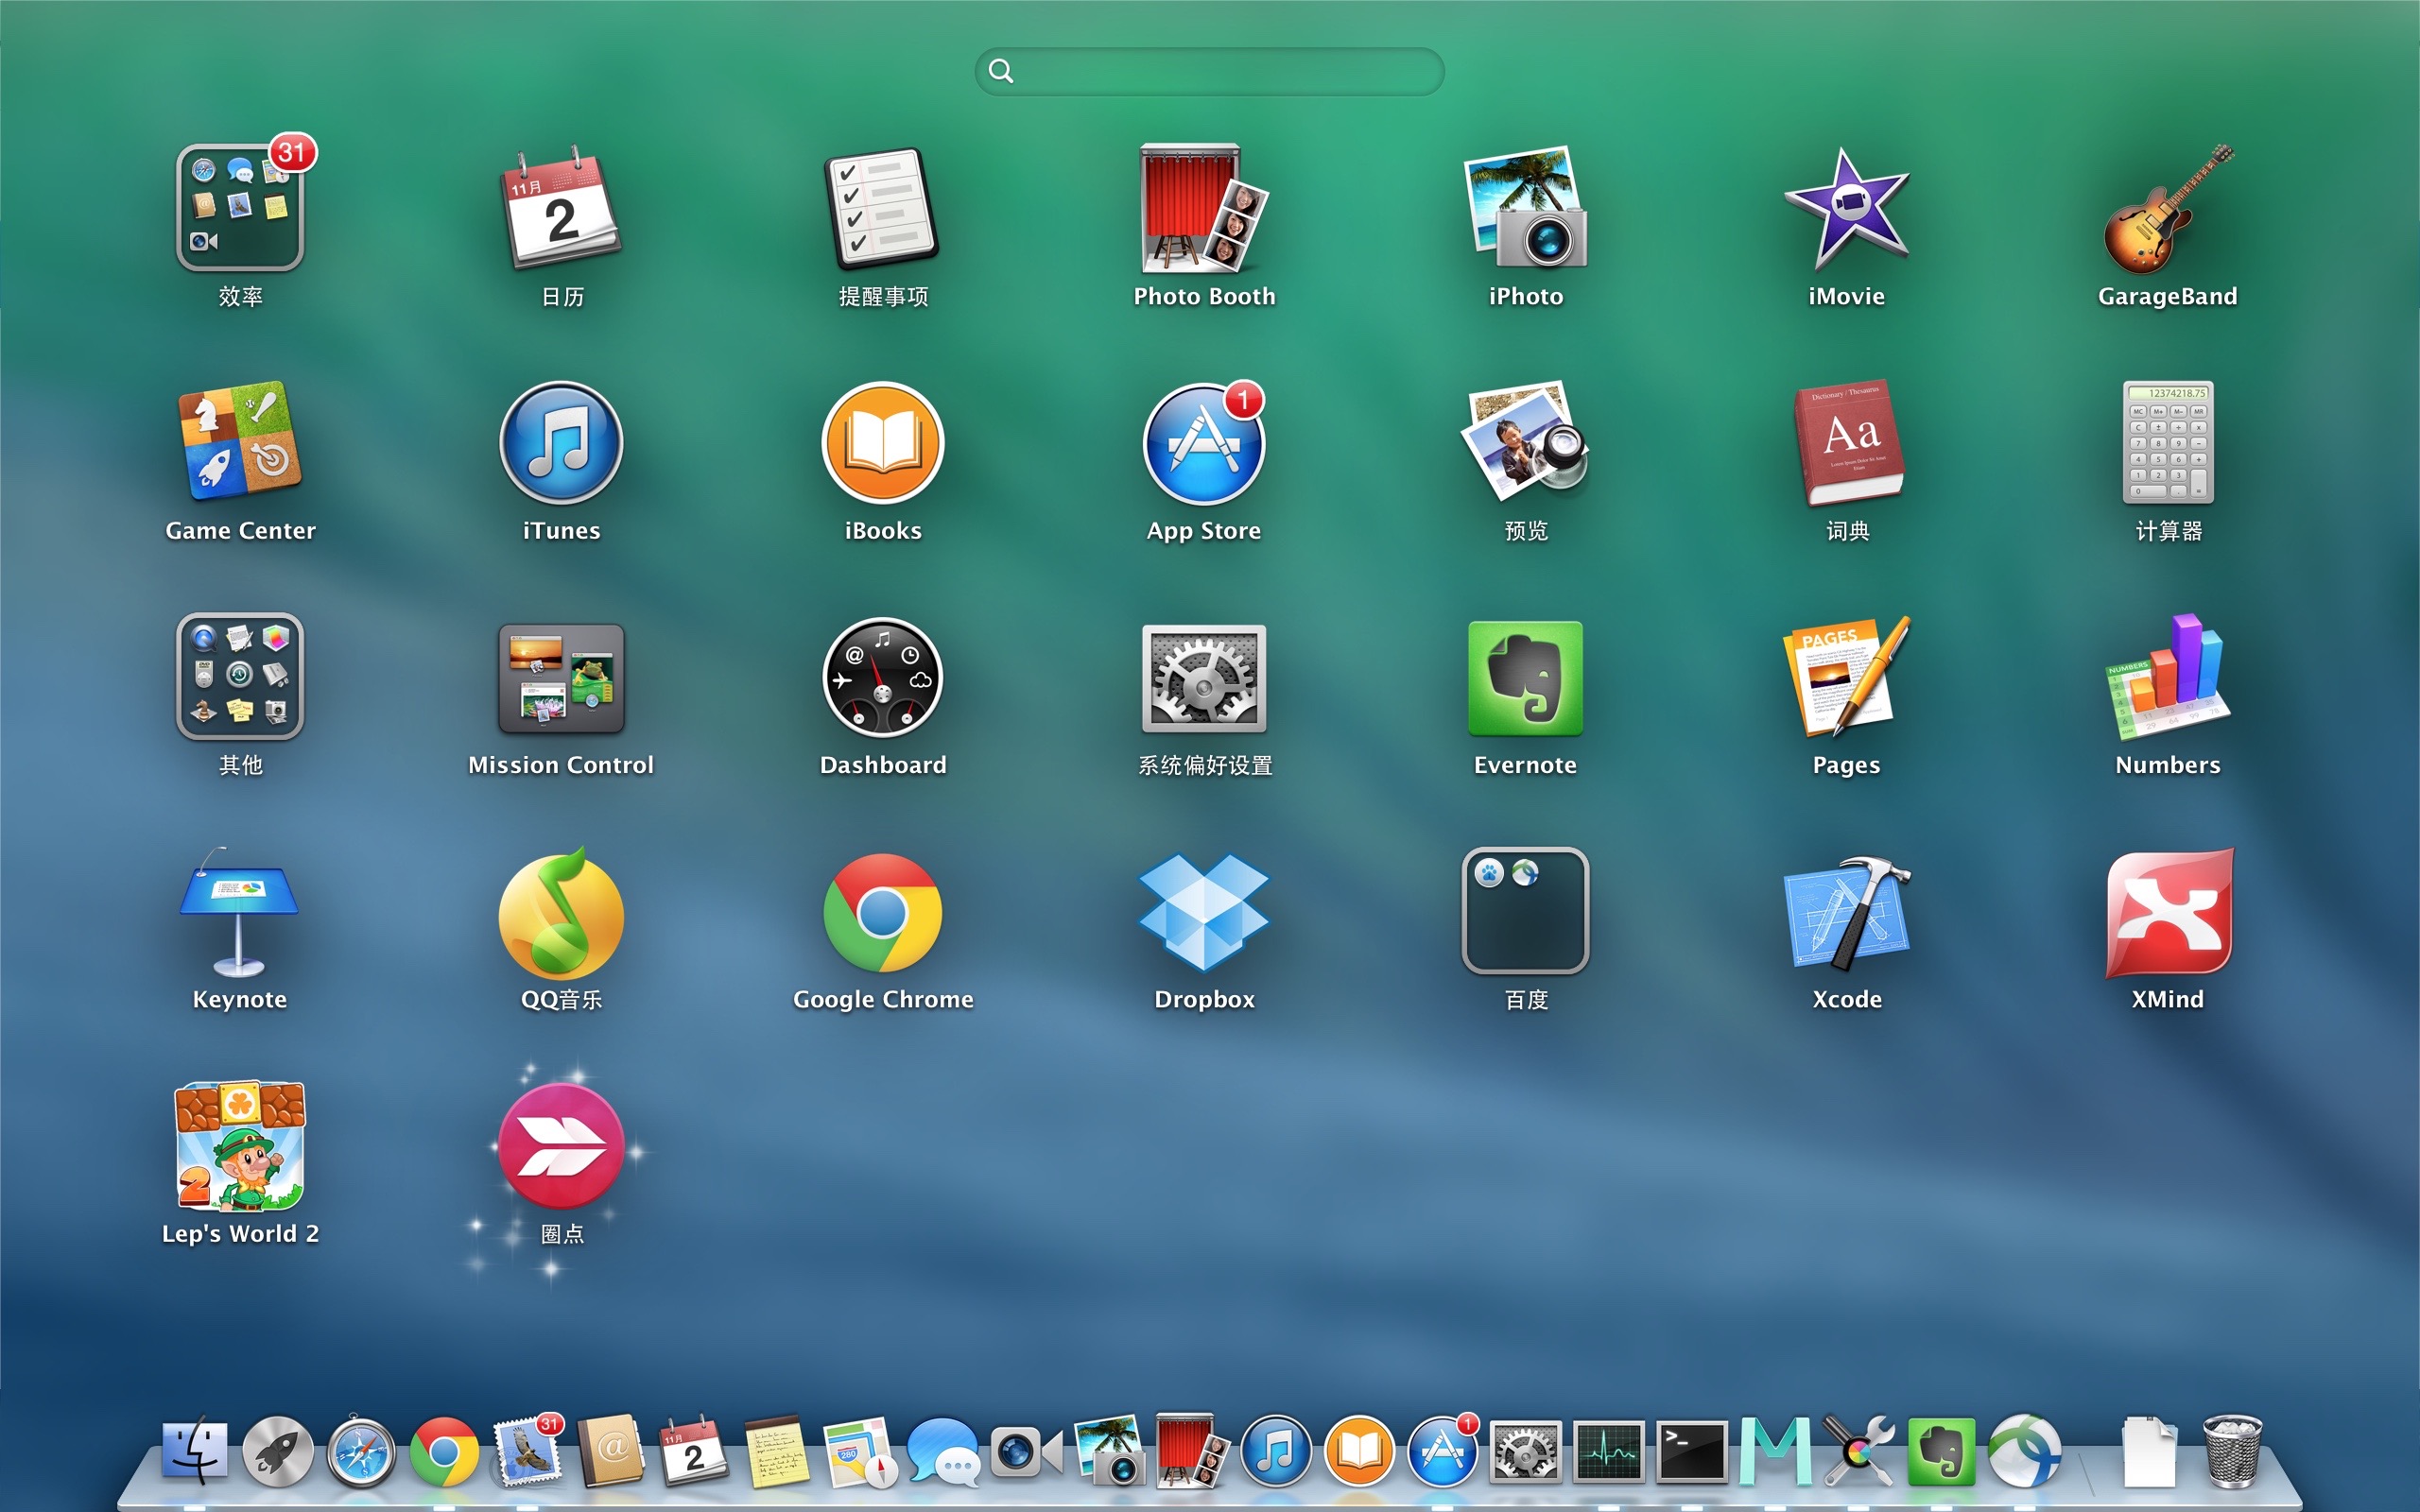 31
效率
11月
2
日历
提醒事项
Photo Booth
iPhoto
iMovie
GarageBand
Game Center
iTunes
iBooks
1
App Store
预览
Dictionary / Thesaurus
Aa
词典
12374218.75
计算器
其他
Mission Control
Dashboard
系统偏好设置
Evernote
PAGES
Pages
NUMBERS
Numbers
Keynote
QQ音乐
Google Chrome
Dropbox
百度
Xcode
XMind
2
Lep's World 2
圈点
31
@
11月
2
280
1
>_